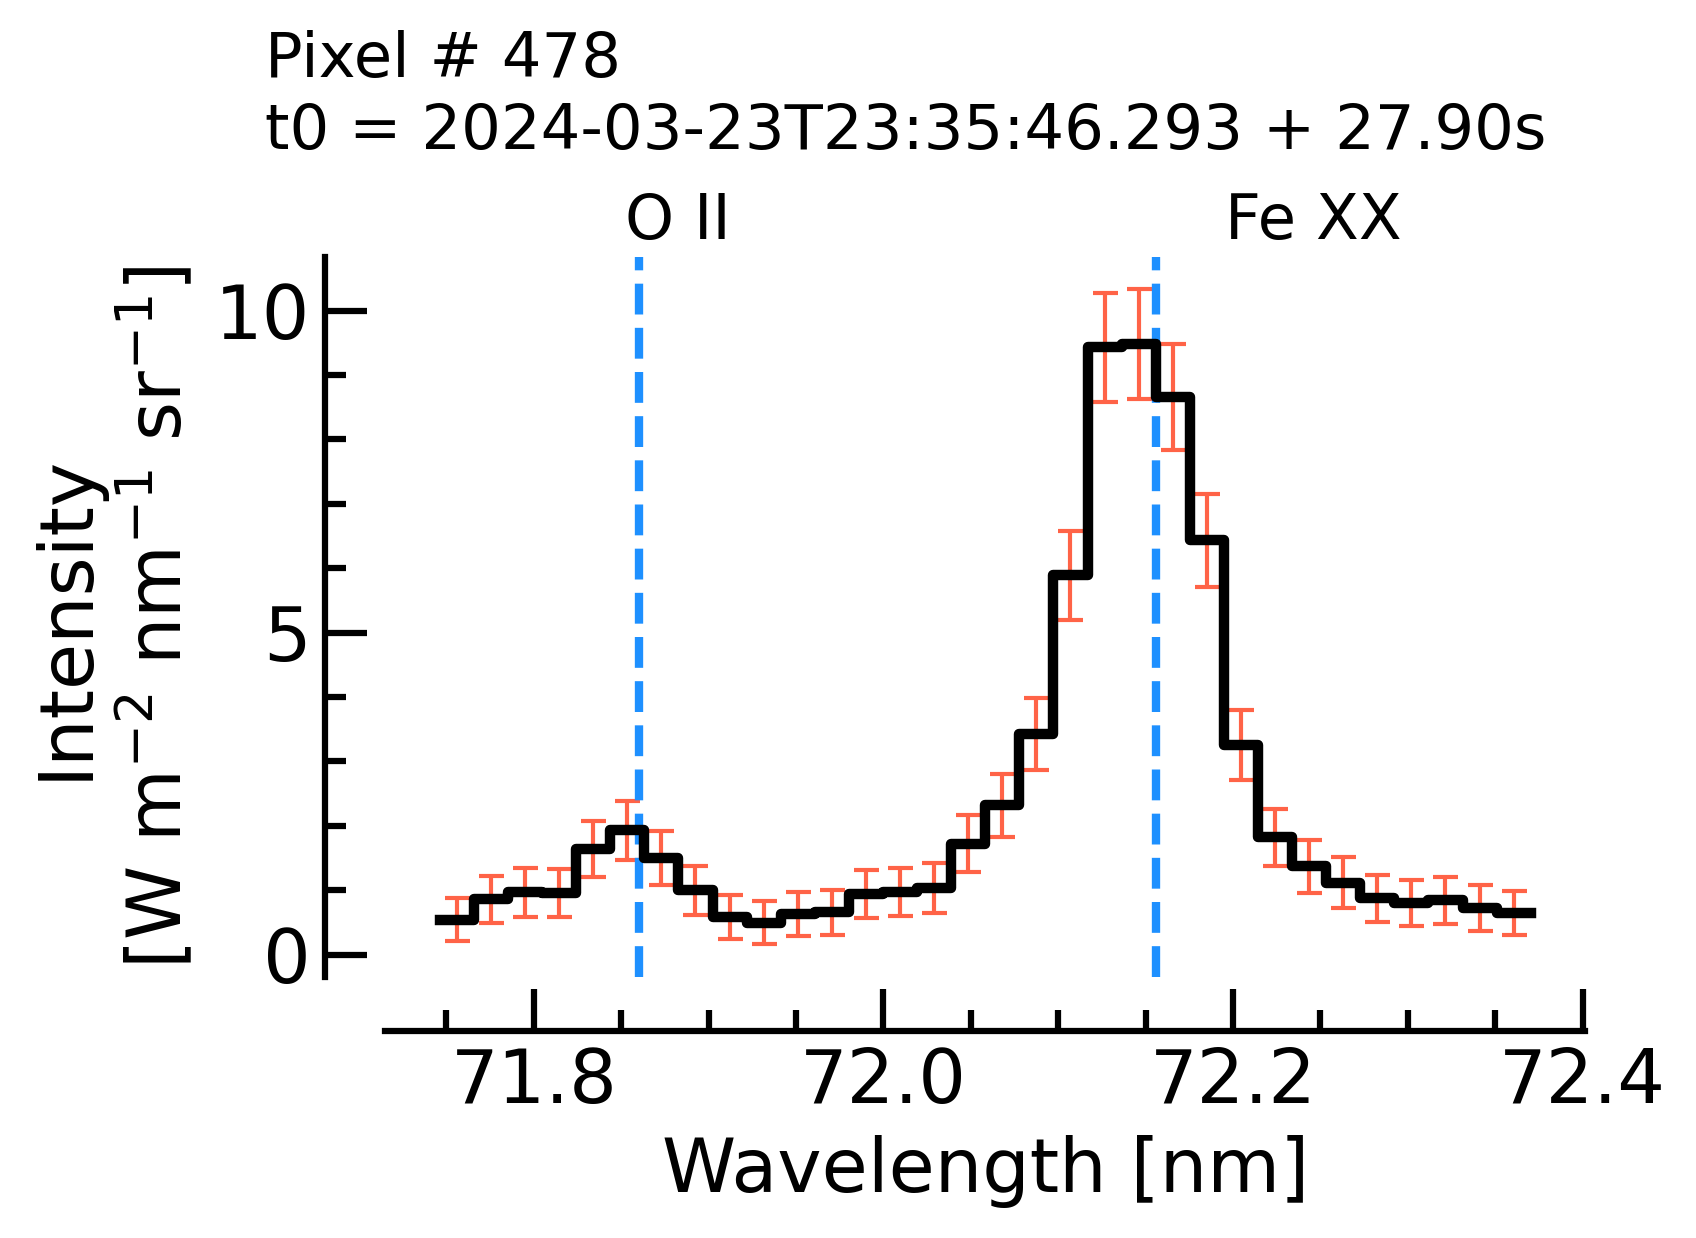 Pixel # 478
t0 = 2024-03-23T23:35:46.293 + 27.90s
O II
Fe XX
Intensity
[W m⁻² nm⁻¹ sr⁻¹]
10
5
0
71.8
72.0
72.2
72.4
Wavelength [nm]